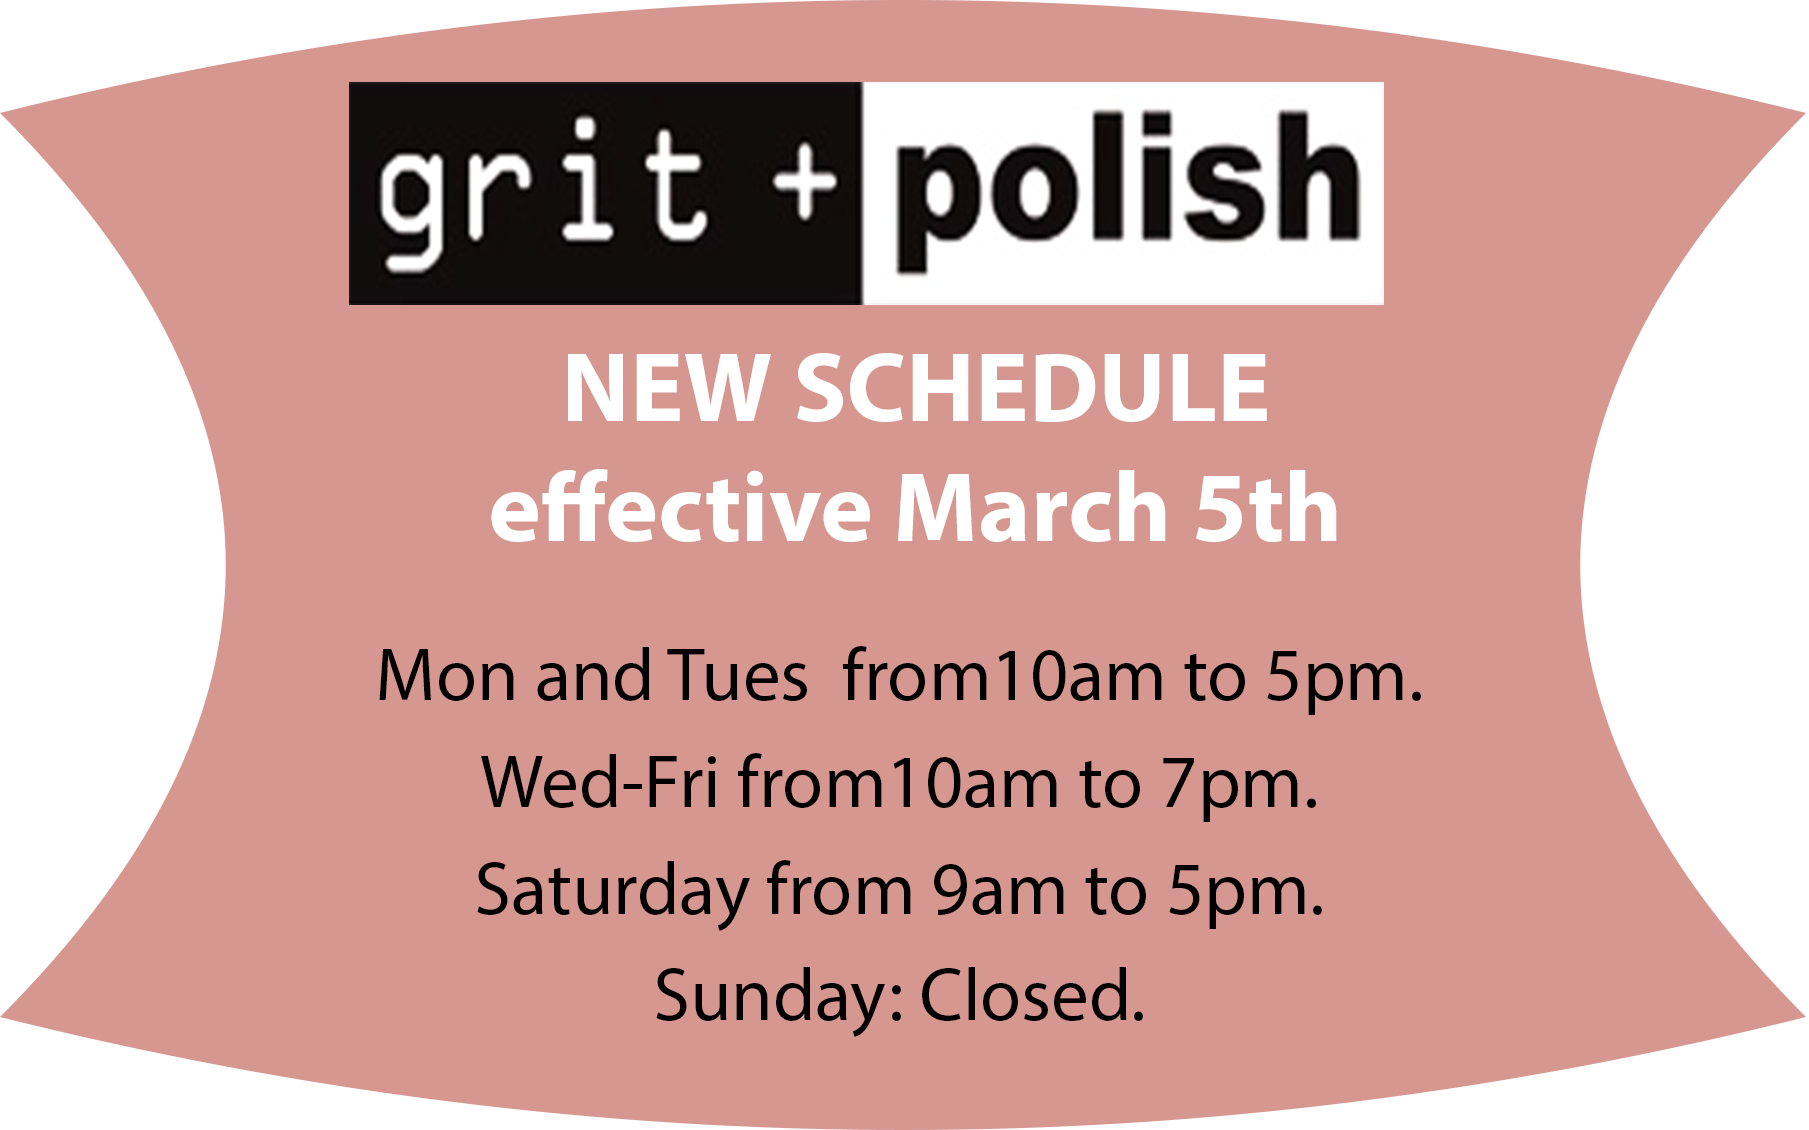 grit + polish
NEW SCHEDULE
effective March 5th
Mon and Tues  from10am to 5pm.
Wed-Fri from10am to 7pm.
Saturday from 9am to 5pm.
Sunday: Closed.